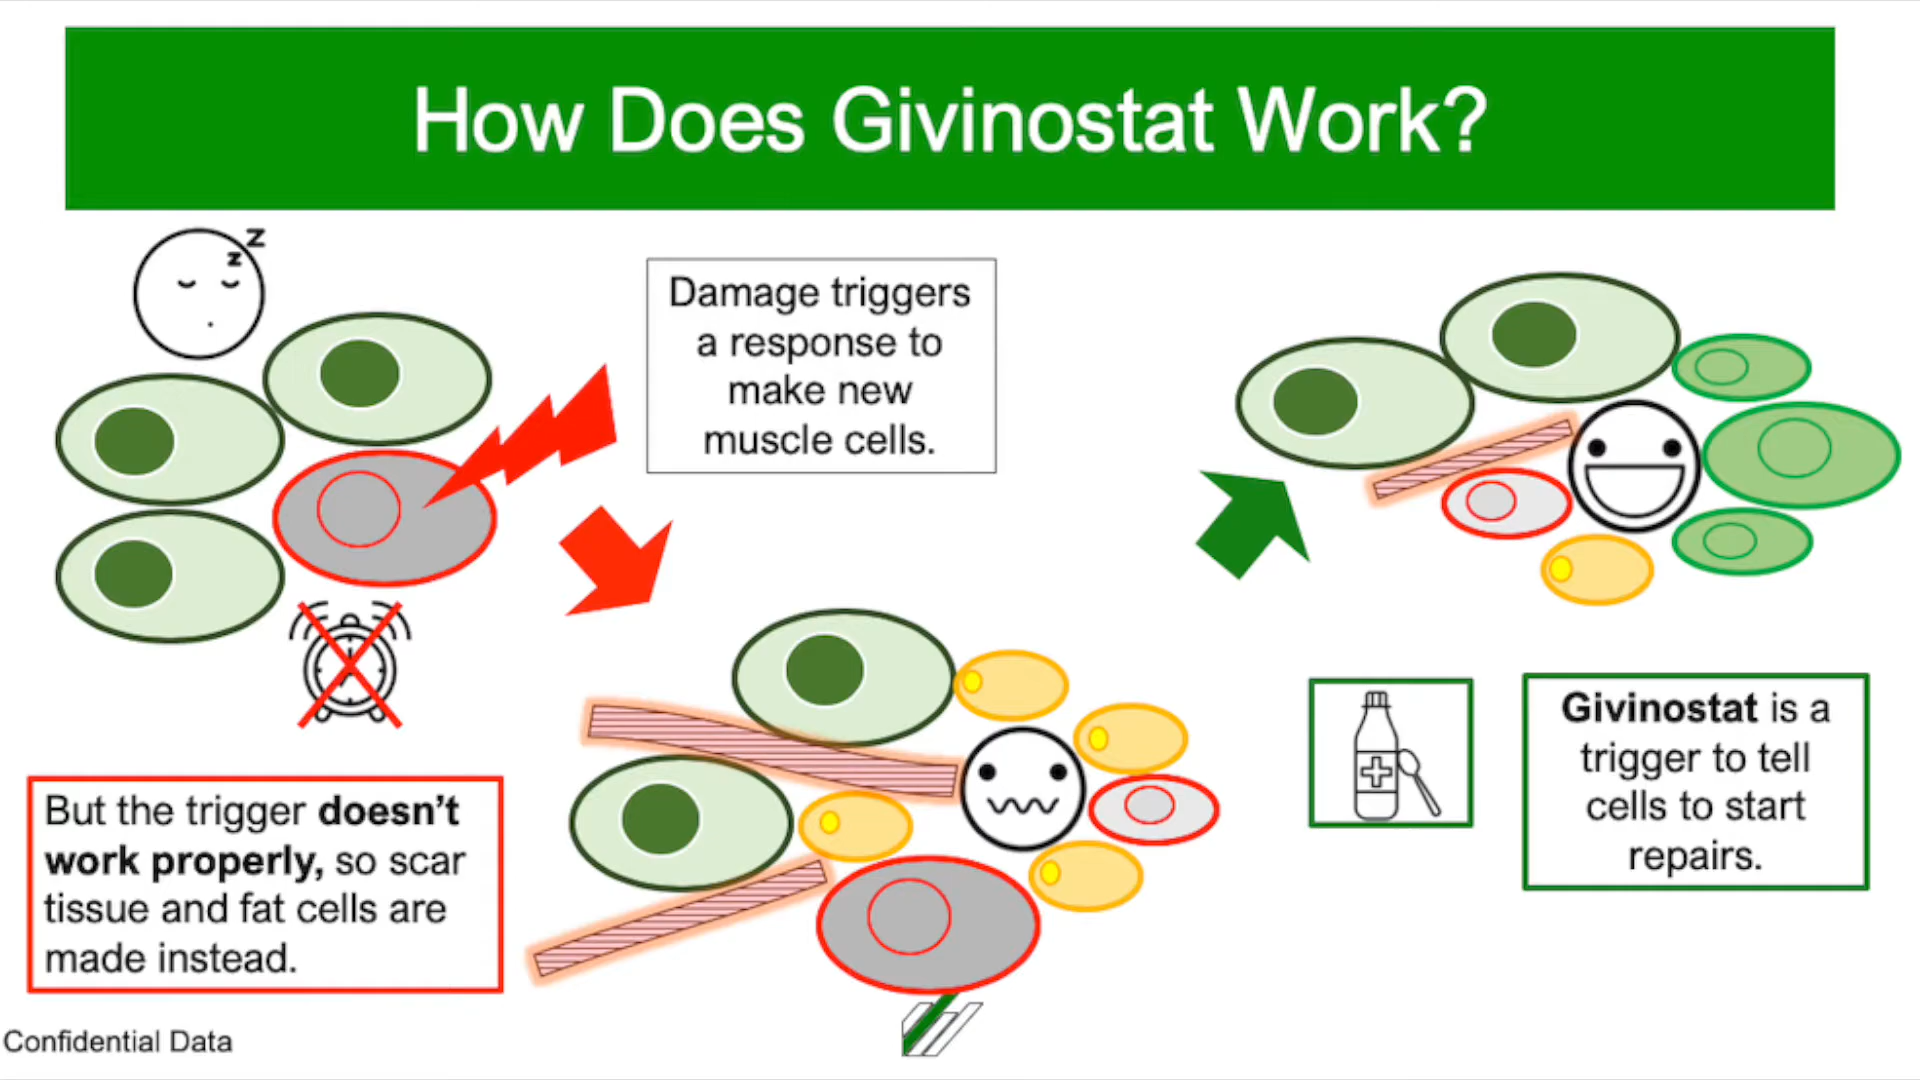 How Does Givinostat Work?
z
z
Damage triggers
a response to
make new
muscle cells.
But the trigger doesn’t
work properly, so scar
tissue and fat cells are
made instead.
Givinostat is a
trigger to tell
cells to start
repairs.
Confidential Data